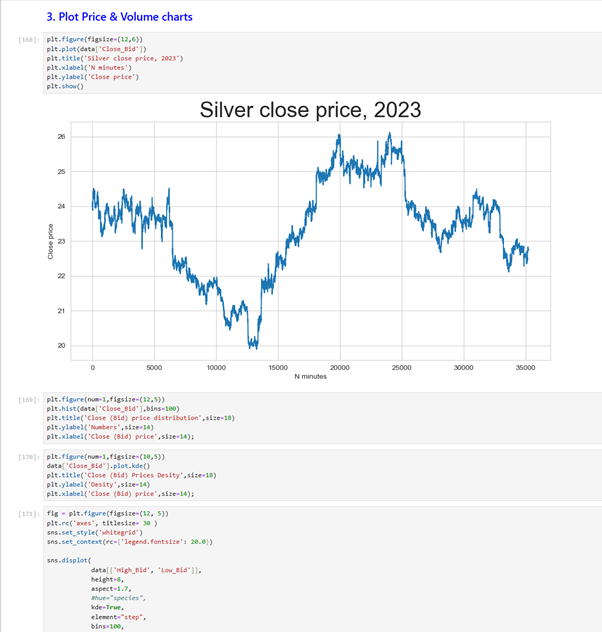 3. Plot Price & Volume charts
[168]:
plt.figure(figsize=(12,6))
plt.plot(data['Close_Bid'])
plt.title('Silver close price, 2023')
plt.xlabel('N minutes')
plt.ylabel('Close price')
plt.show()
Silver close price, 2023
26
25
24
23
22
21
20
Close price
0 5000 10000 15000 20000 25000 30000 35000
N minutes
[169]:
plt.figure(num=1,figsize=(12,5))
plt.hist(data['Close_Bid'],bins=100)
plt.title('Close (Bid) price distribution',size=18)
plt.ylabel('Numbers',size=14)
plt.xlabel('Close (Bid) price',size=14);
[170]:
plt.figure(num=1,figsize=(10,5))
data['Close_Bid'].plot.kde()
plt.title('Close (Bid) Prices Desity',size=18)
plt.ylabel('Desity',size=14)
plt.xlabel('Close (Bid) price',size=14);
[171]:
fig = plt.figure(figsize=(12, 5))
plt.rc('axes', titlesize= 30 )
sns.set_style('whitegrid')
sns.set_context(rc={'legend.fontsize': 20.0})
sns.displot(
data[['High_Bid', 'Low_Bid']],
height=8,
aspect=1.7,
#hue="species",
kde=True,
element="step",
bins=100,